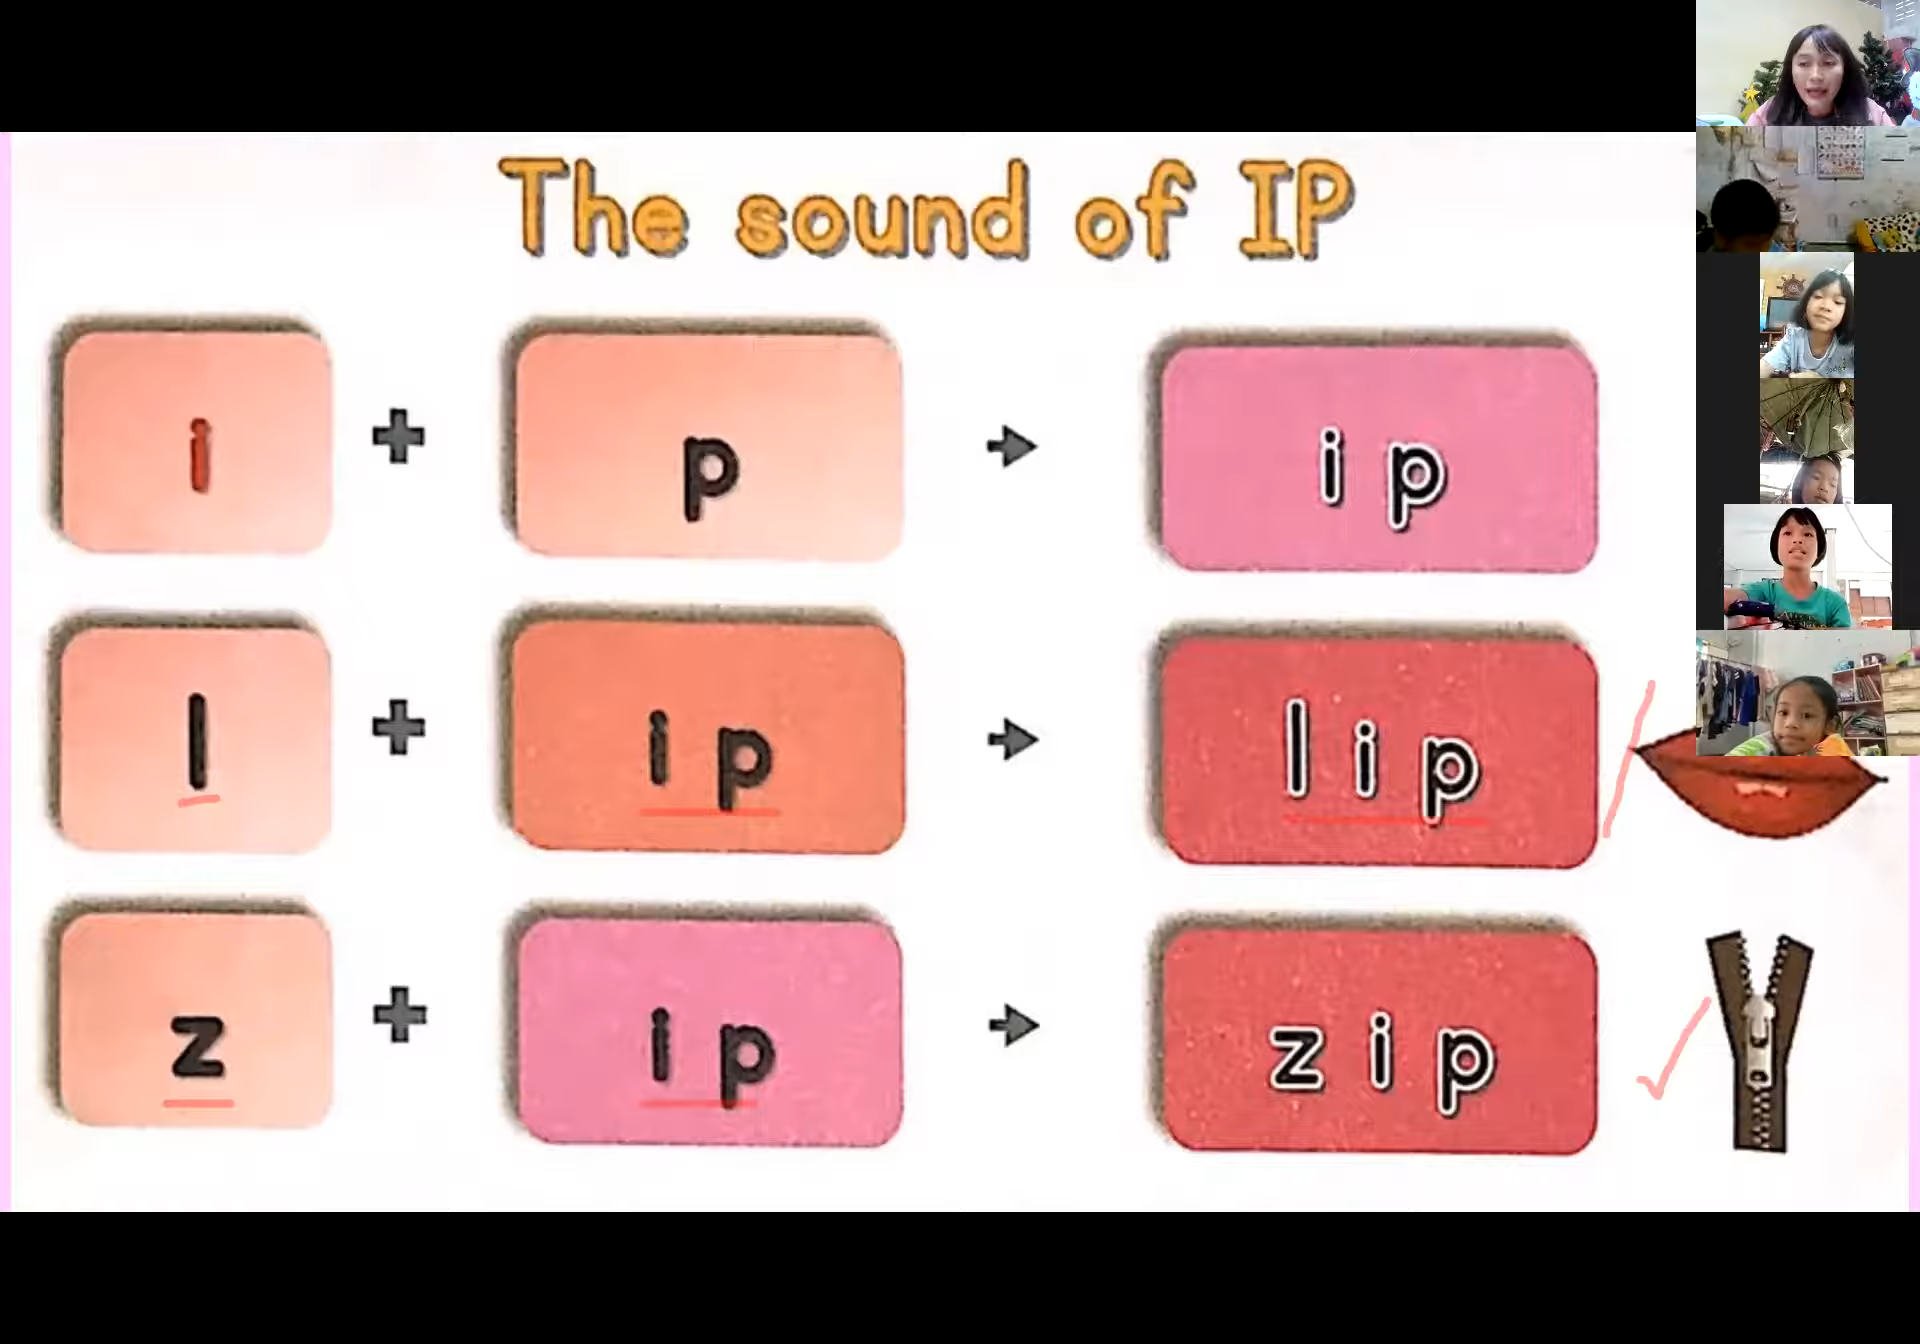 The sound of IP
i + p → ip
l + ip → lip
z + ip → zip